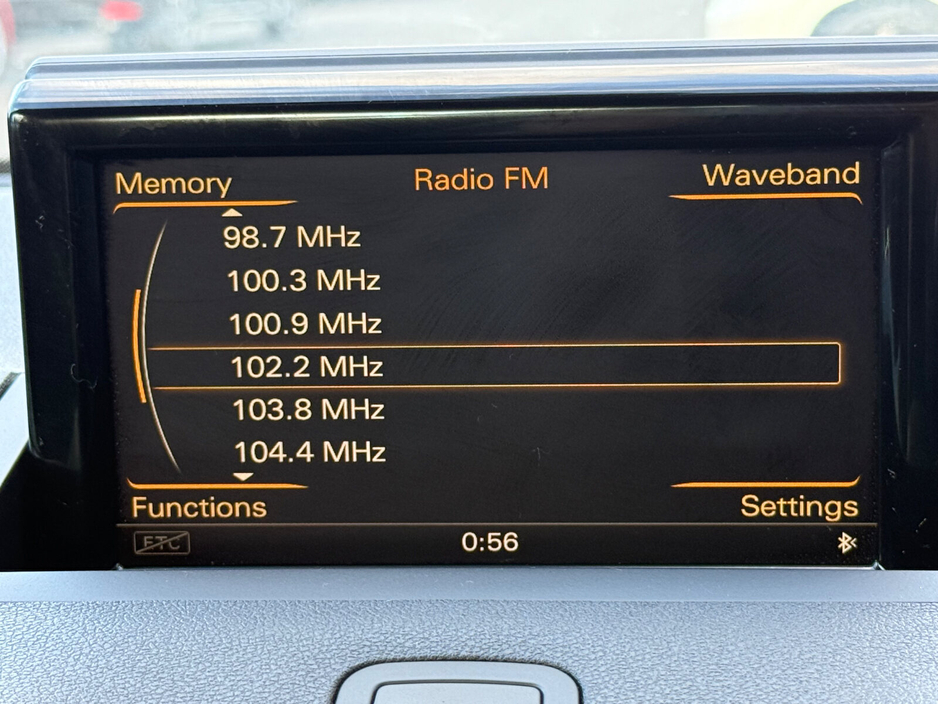 Memory Radio FM Waveband
98.7 MHz
100.3 MHz
100.9 MHz
102.2 MHz
103.8 MHz
104.4 MHz
Functions Settings
ETC 0:56